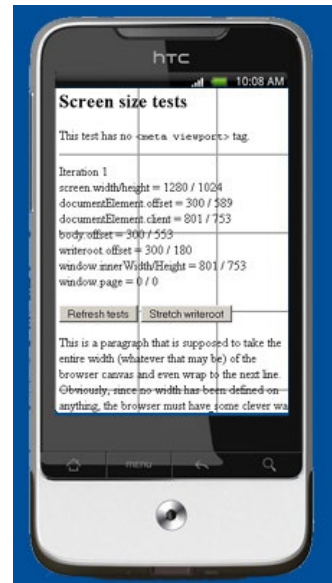 hTC
10:08 AM
Screen size tests
This test has no <meta viewport> tag.
Iteration 1
screen.width/height = 1280 / 1024
documentElement.offset = 300 / 589
documentElement.client = 801 / 753
body.offset = 300 / 553
writeroot.offset = 300 / 180
window.innerWidth/Height = 801 / 753
window.page = 0 / 0
Refresh tests Stretch writeroot
This is a paragraph that is supposed to take the
entire width (whatever that may be) of the
browser canvas and even wrap to the next line.
Obviously, since no width has been defined on
anything, the browser must have some clever wa
menu